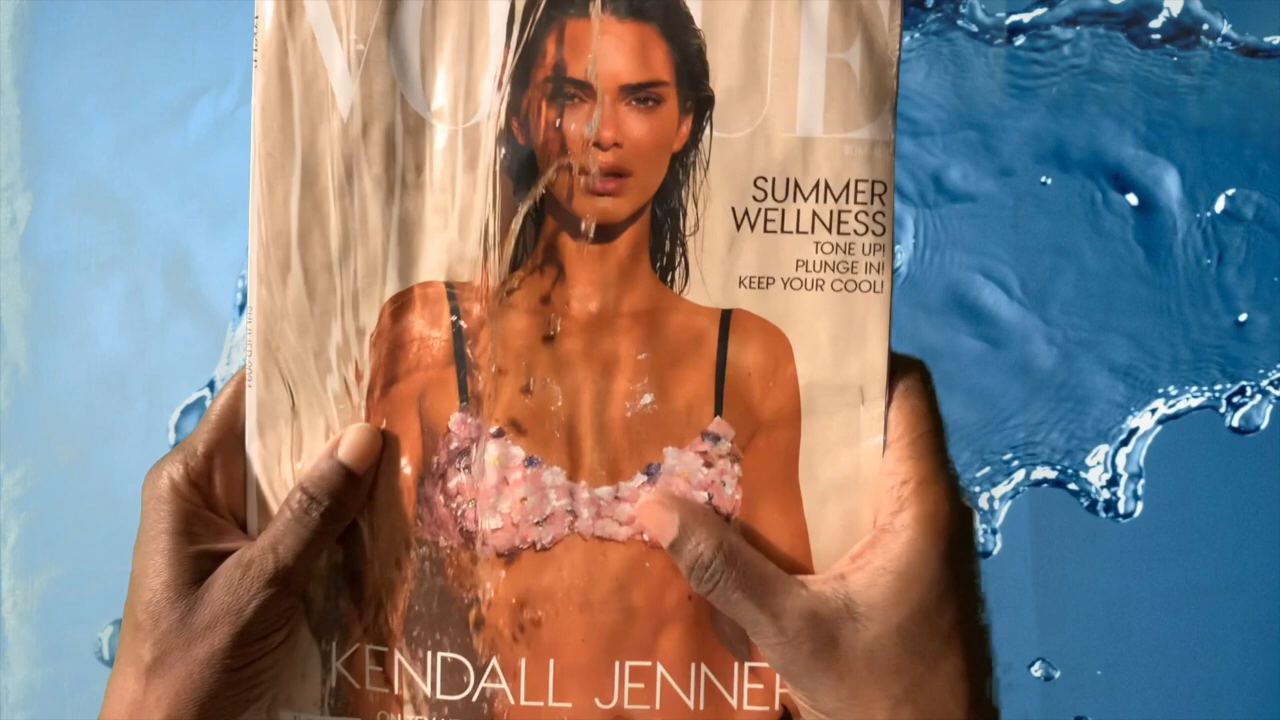 VOGUE
SUMMER
WELLNESS
TONE UP!
PLUNGE IN!
KEEP YOUR COOL!
KENDALL JENNER